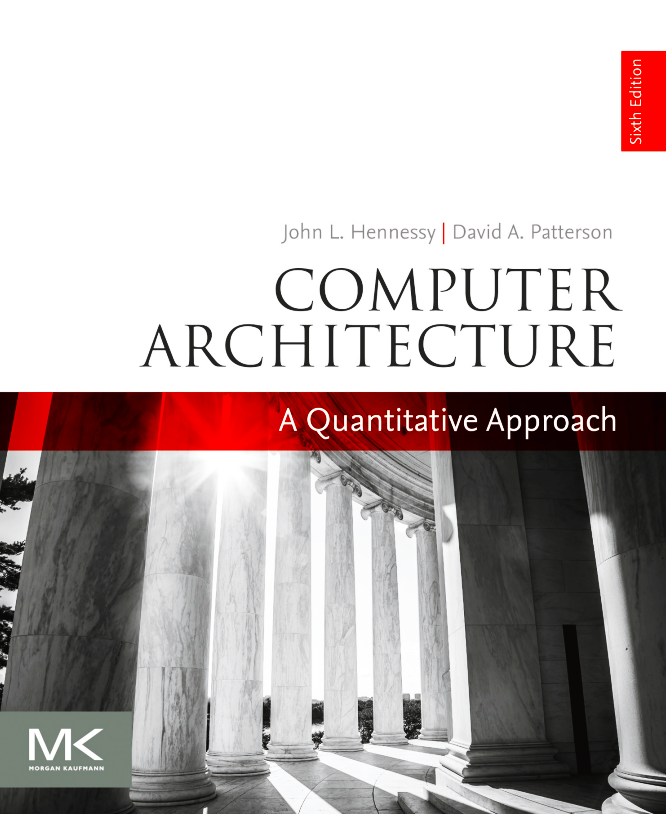 Sixth Edition
John L. Hennessy | David A. Patterson
COMPUTER
ARCHITECTURE
A Quantitative Approach
MK
MORGAN KAUFMANN